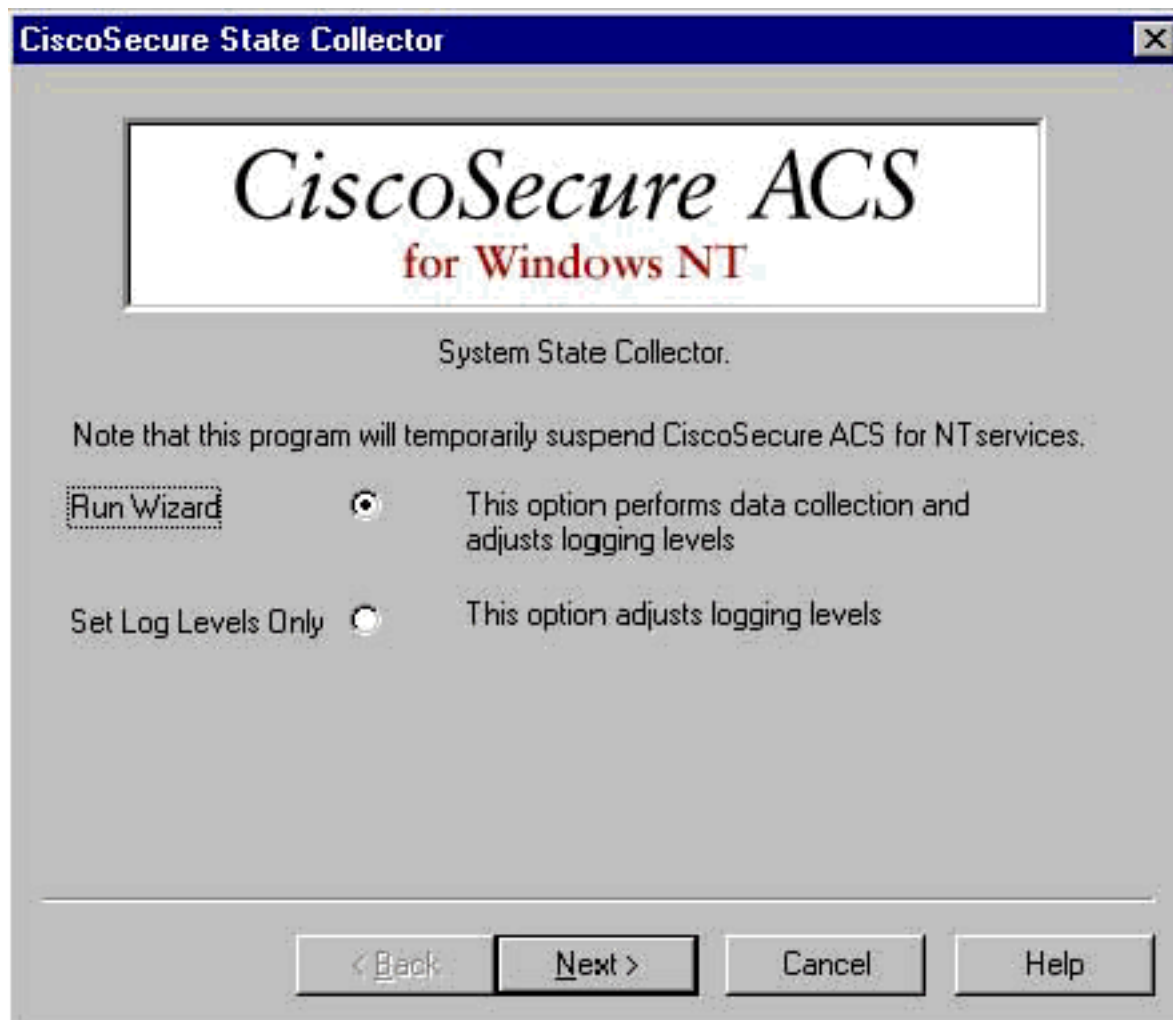 CiscoSecure State Collector
CiscoSecure ACS
for Windows NT
System State Collector.
Note that this program will temporarily suspend CiscoSecure ACS for NT services.
Run Wizard
This option performs data collection and
adjusts logging levels
Set Log Levels Only
This option adjusts logging levels
< Back
Next >
Cancel
Help